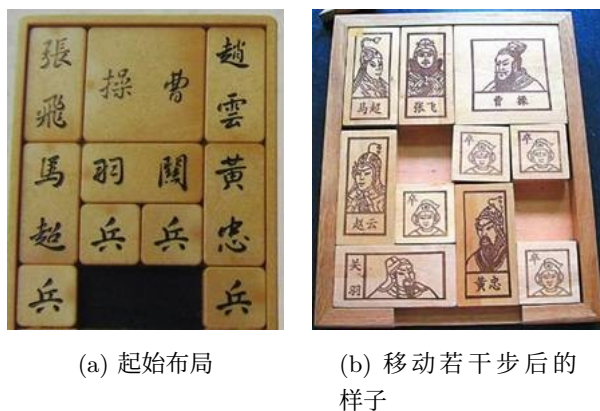 張飛
曹操
趙雲
馬超
關羽
黃忠
兵
兵
兵
兵
马超
张飞
曹操
卒
卒
赵云
卒
黄忠
关羽
卒
(a) 起始布局
(b) 移动若干步后的
样子